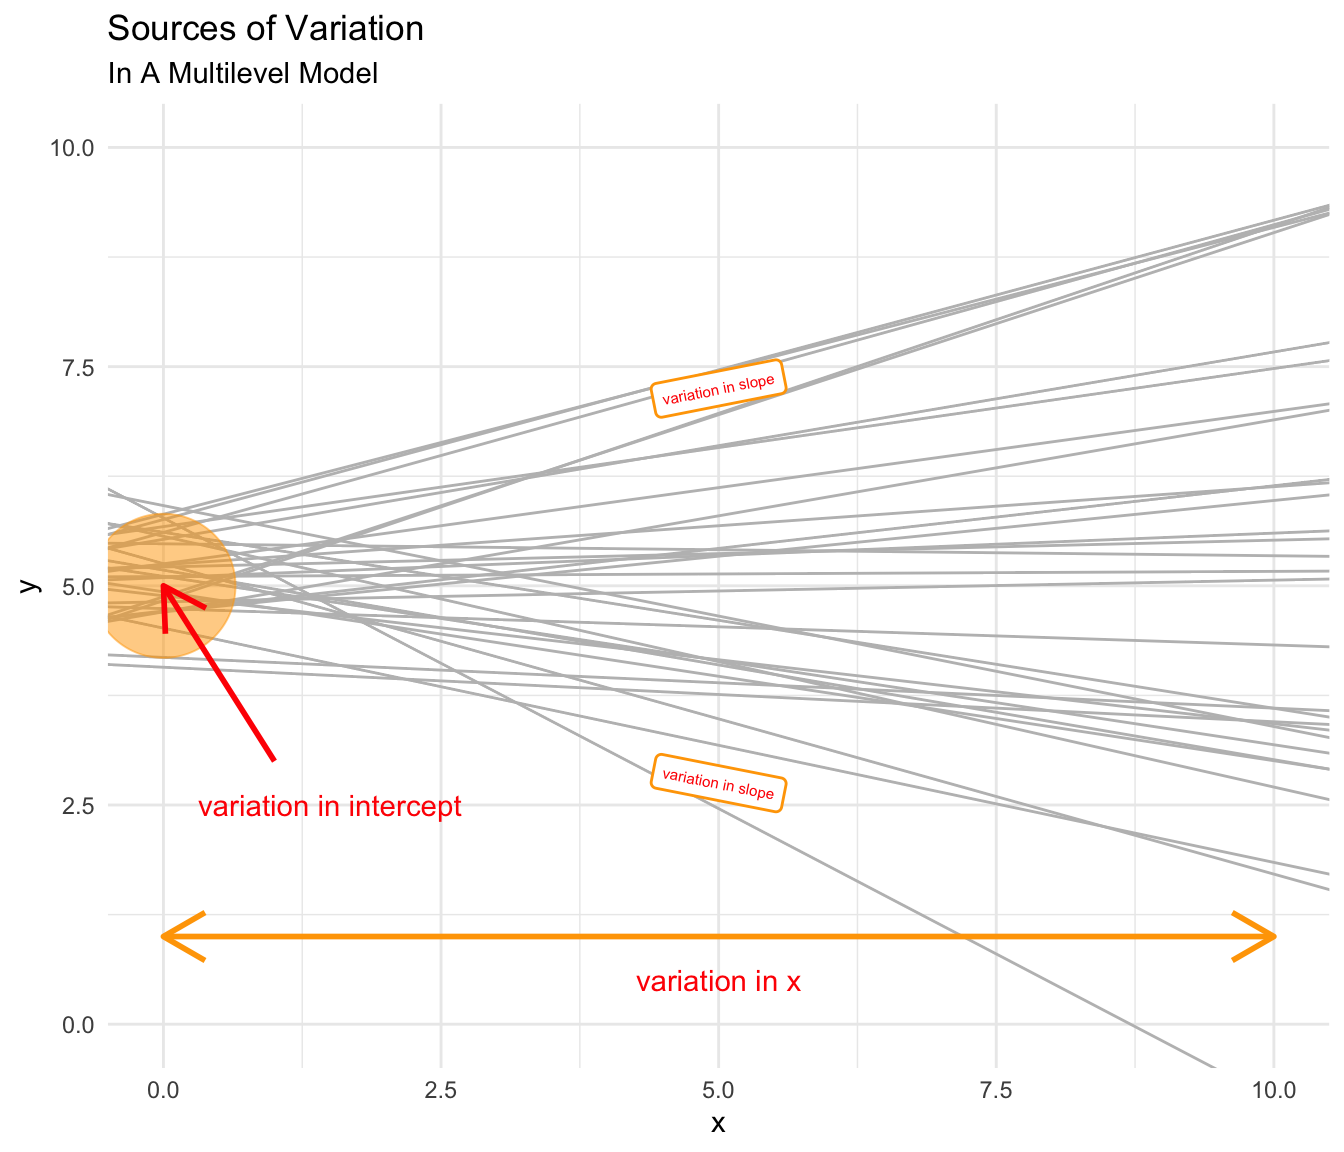 Sources of Variation
In A Multilevel Model
10.0
7.5
variation in slope
5.0
y
variation in slope
2.5
variation in intercept
variation in x
0.0
0.0 2.5 5.0 7.5 10.0
x